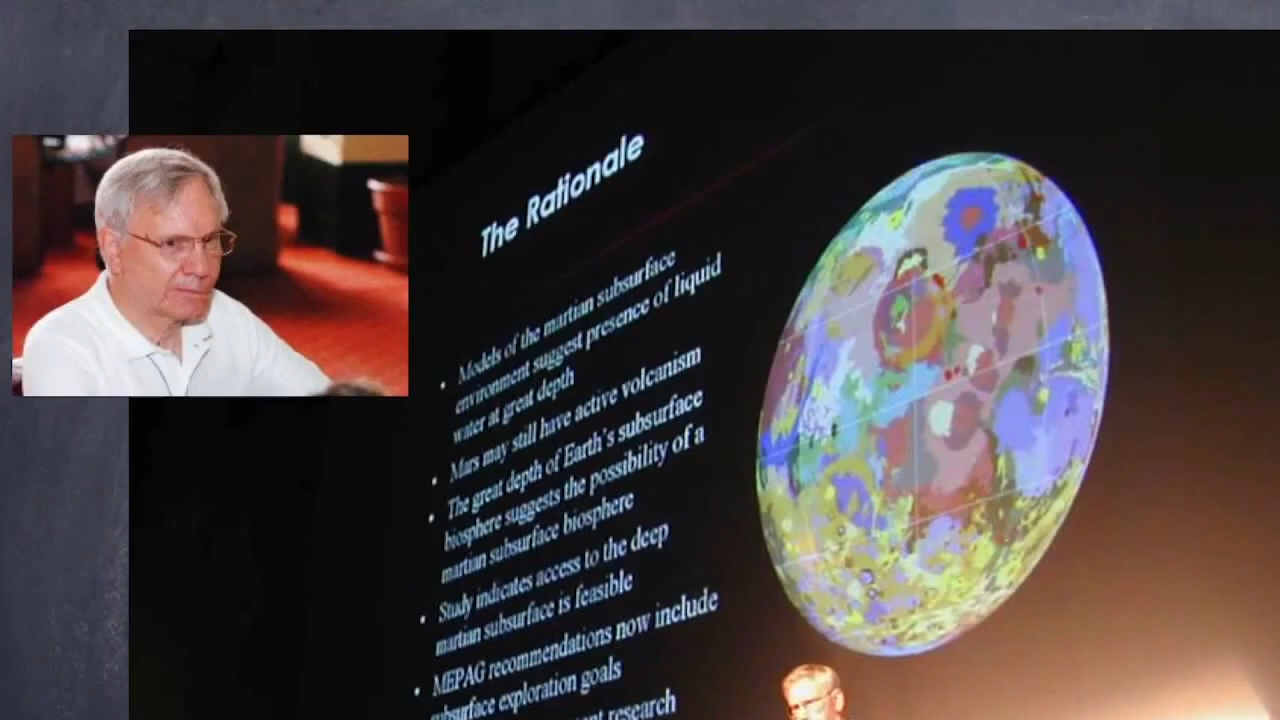 The Rationale
• Models of the martian subsurface
environment suggest presence of liquid
water at great depth
• Mars may still have active volcanism
• The great depth of Earth's subsurface
biosphere suggests the possibility of a
martian subsurface biosphere
• Study indicates access to the deep
martian subsurface is feasible
• MEPAG recommendations now include
subsurface exploration goals
research